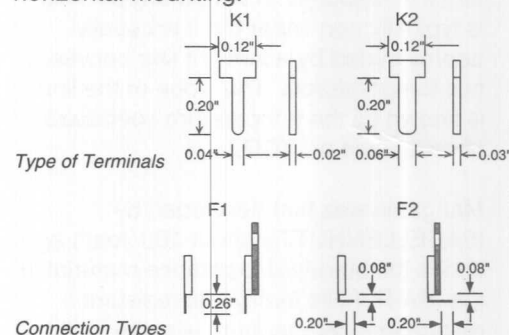 horizontal mounting.
K1 K2
0.12" 0.12"
0.20" 0.20"
0.04" 0.02" 0.06" 0.03"
Type of Terminals
F1 F2
0.26" 0.08" 0.08"
0.20" 0.20"
Connection Types